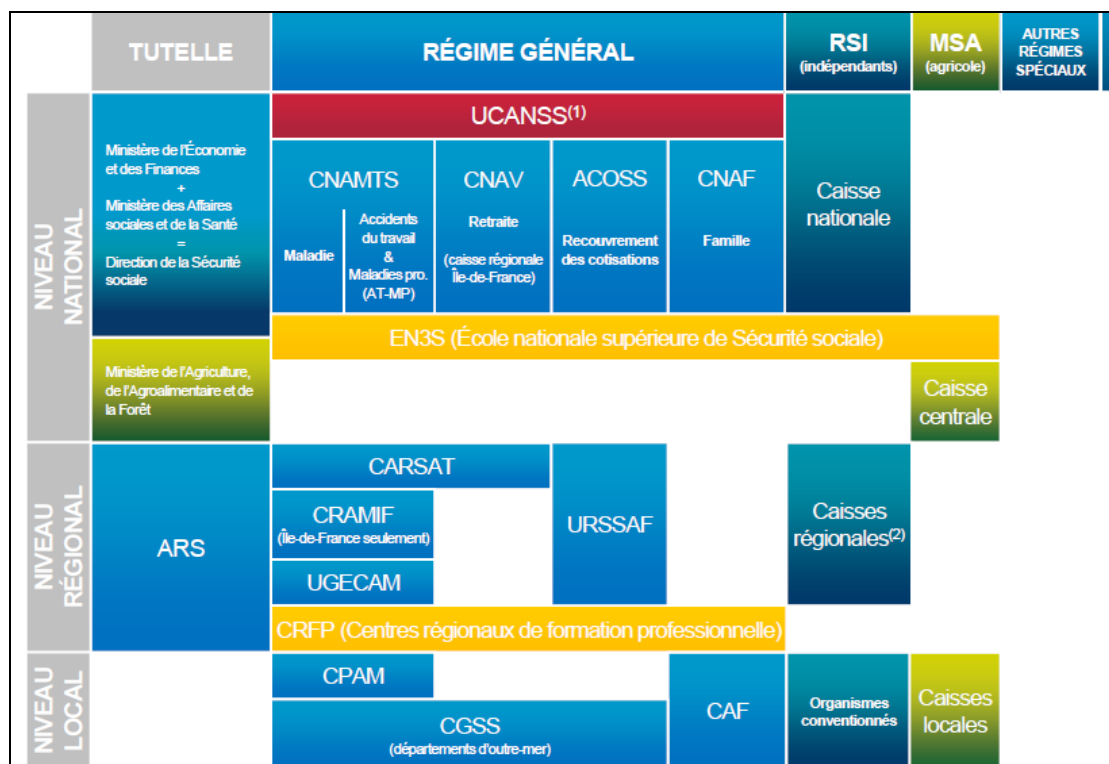 TUTELLE
RÉGIME GÉNÉRAL
RSI
(indépendants)
MSA
(agricole)
AUTRES
RÉGIMES
SPÉCIAUX
NIVEAU
NATIONAL
Ministère de l'Économie
et des Finances
+
Ministère des Affaires
sociales et de la Santé
=
Direction de la Sécurité
sociale
UCANSS(1)
CNAMTS
Maladie
Accidents
du travail
&
Maladies pro.
(AT-MP)
CNAV
Retraite
(caisse régionale
Île-de-France)
ACOSS
Recouvrement
des cotisations
CNAF
Famille
Caisse
nationale
EN3S (École nationale supérieure de Sécurité sociale)
Ministère de l'Agriculture,
de l'Agroalimentaire et de
la Forêt
Caisse
centrale
NIVEAU
RÉGIONAL
ARS
CARSAT
CRAMIF
(Île-de-France seulement)
UGECAM
URSSAF
Caisses
régionales(2)
CRFP (Centres régionaux de formation professionnelle)
NIVEAU
LOCAL
CPAM
CGSS
(départements d'outre-mer)
CAF
Organismes
conventionnés
Caisses
locales